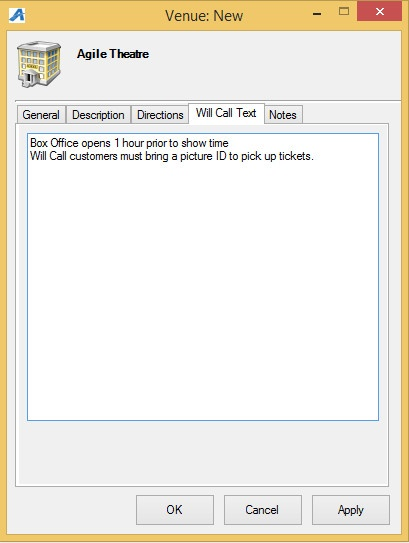 Venue: New
Agile Theatre
General Description Directions Will Call Text Notes
Box Office opens 1 hour prior to show time
Will Call customers must bring a picture ID to pick up tickets.
OK Cancel Apply